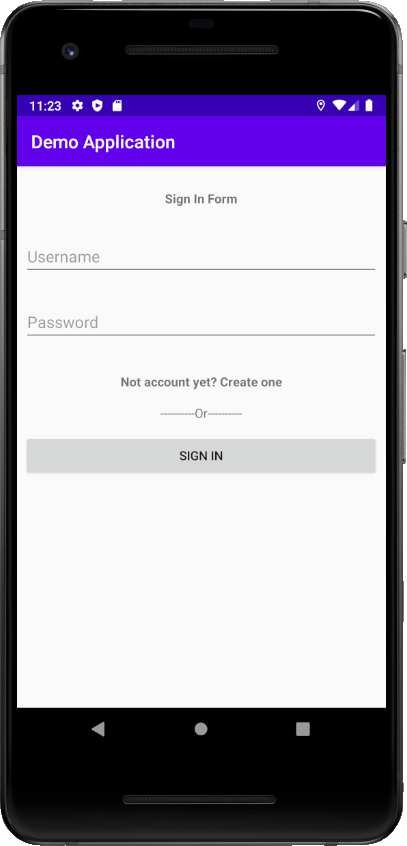 11:23
Demo Application
Sign In Form
Username
Password
Not account yet? Create one
----------Or----------
SIGN IN